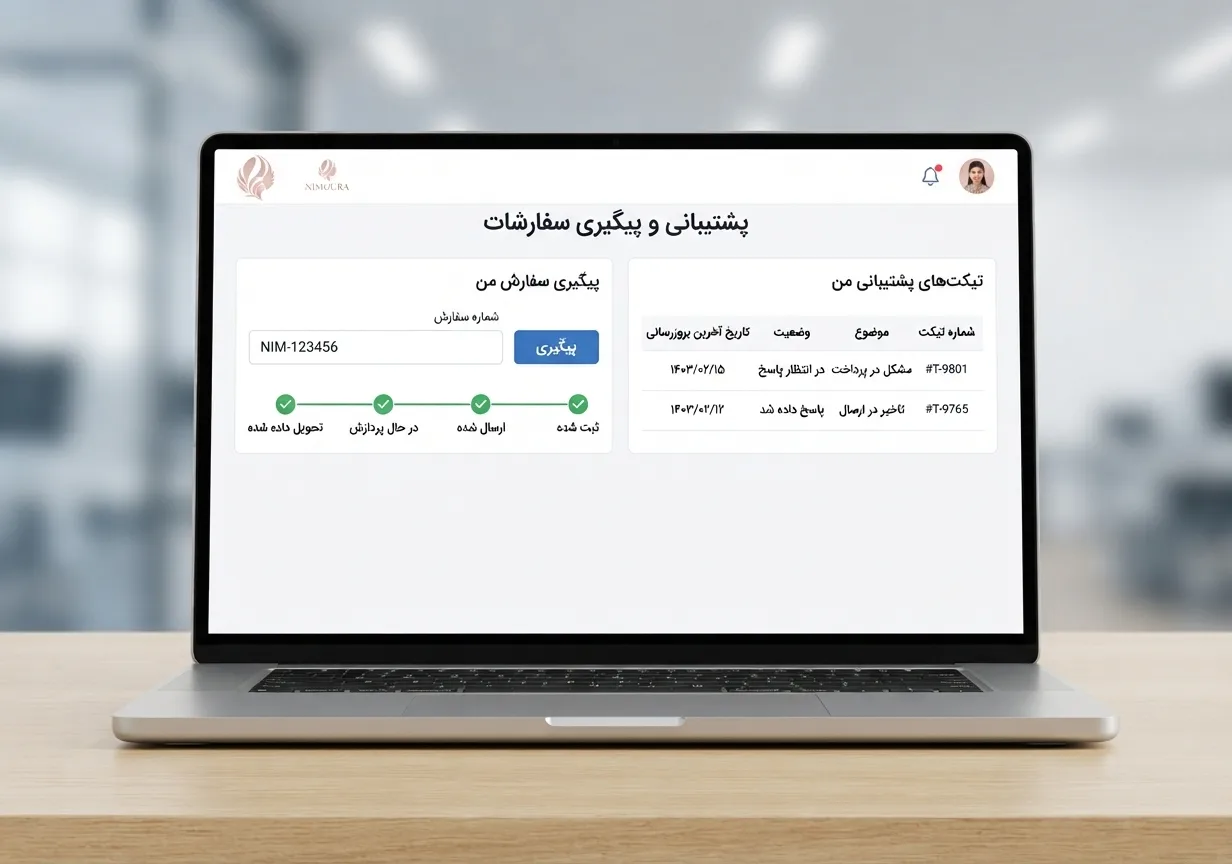 NIMUURA
پشتیبانی و پیگیری سفارشات
تیکت‌های پشتیبانی من
شماره تیکت موضوع وضعیت کاریخ آخرین بروزرسانی
#T-9801 مشکل در پرداخت در انتظار پاسخ ۱۴۰۳/۰۲/۱۵
#T-9765 تاخیر در ارسال پاسخ داده شد ۱۴۰۳/۰۲/۱۲
پیگیری سفارش من
شماره سفارش
پیگیری NIM-123456
ثبت شده ارسال شده در حال پردازش تحویل داده شده